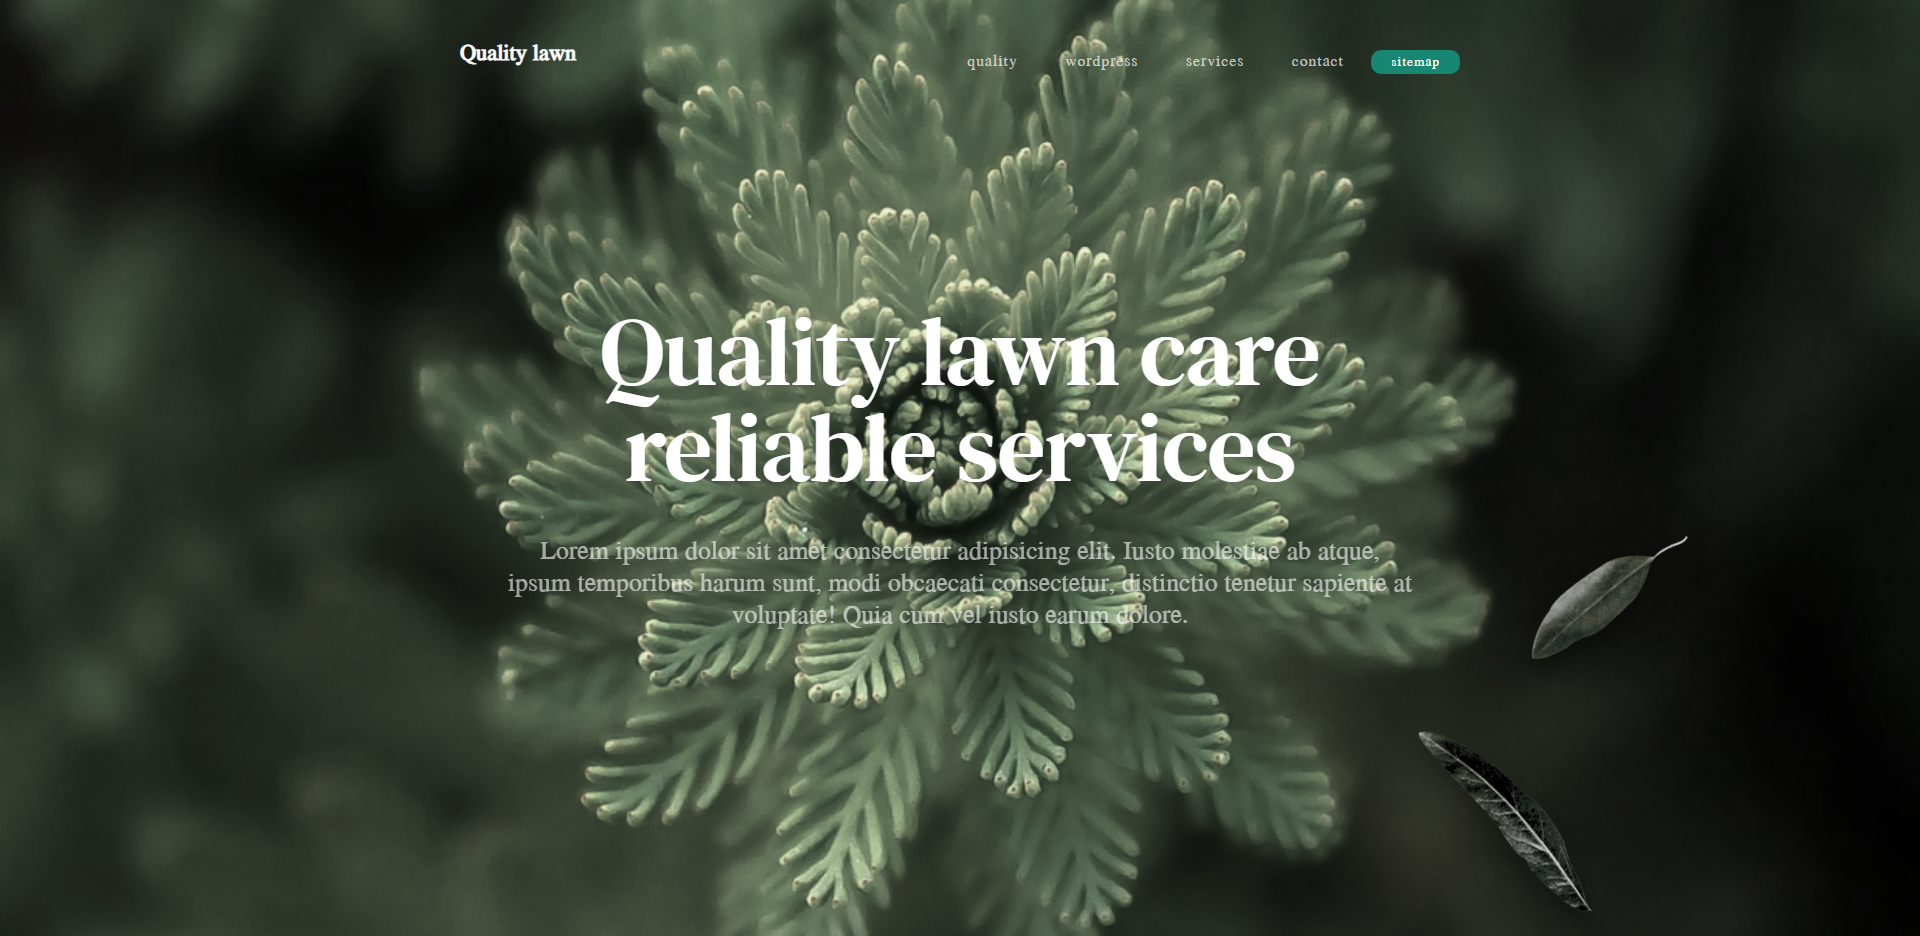 Quality lawn
quality wordpress services contact sitemap
Quality lawn care
reliable services
Lorem ipsum dolor sit amet consectetur adipisicing elit. Iusto molestiae ab atque,
ipsum temporibus harum sunt, modi obcaecati consectetur, distinctio tenetur sapiente at
voluptate! Quia cum vel iusto earum dolore.